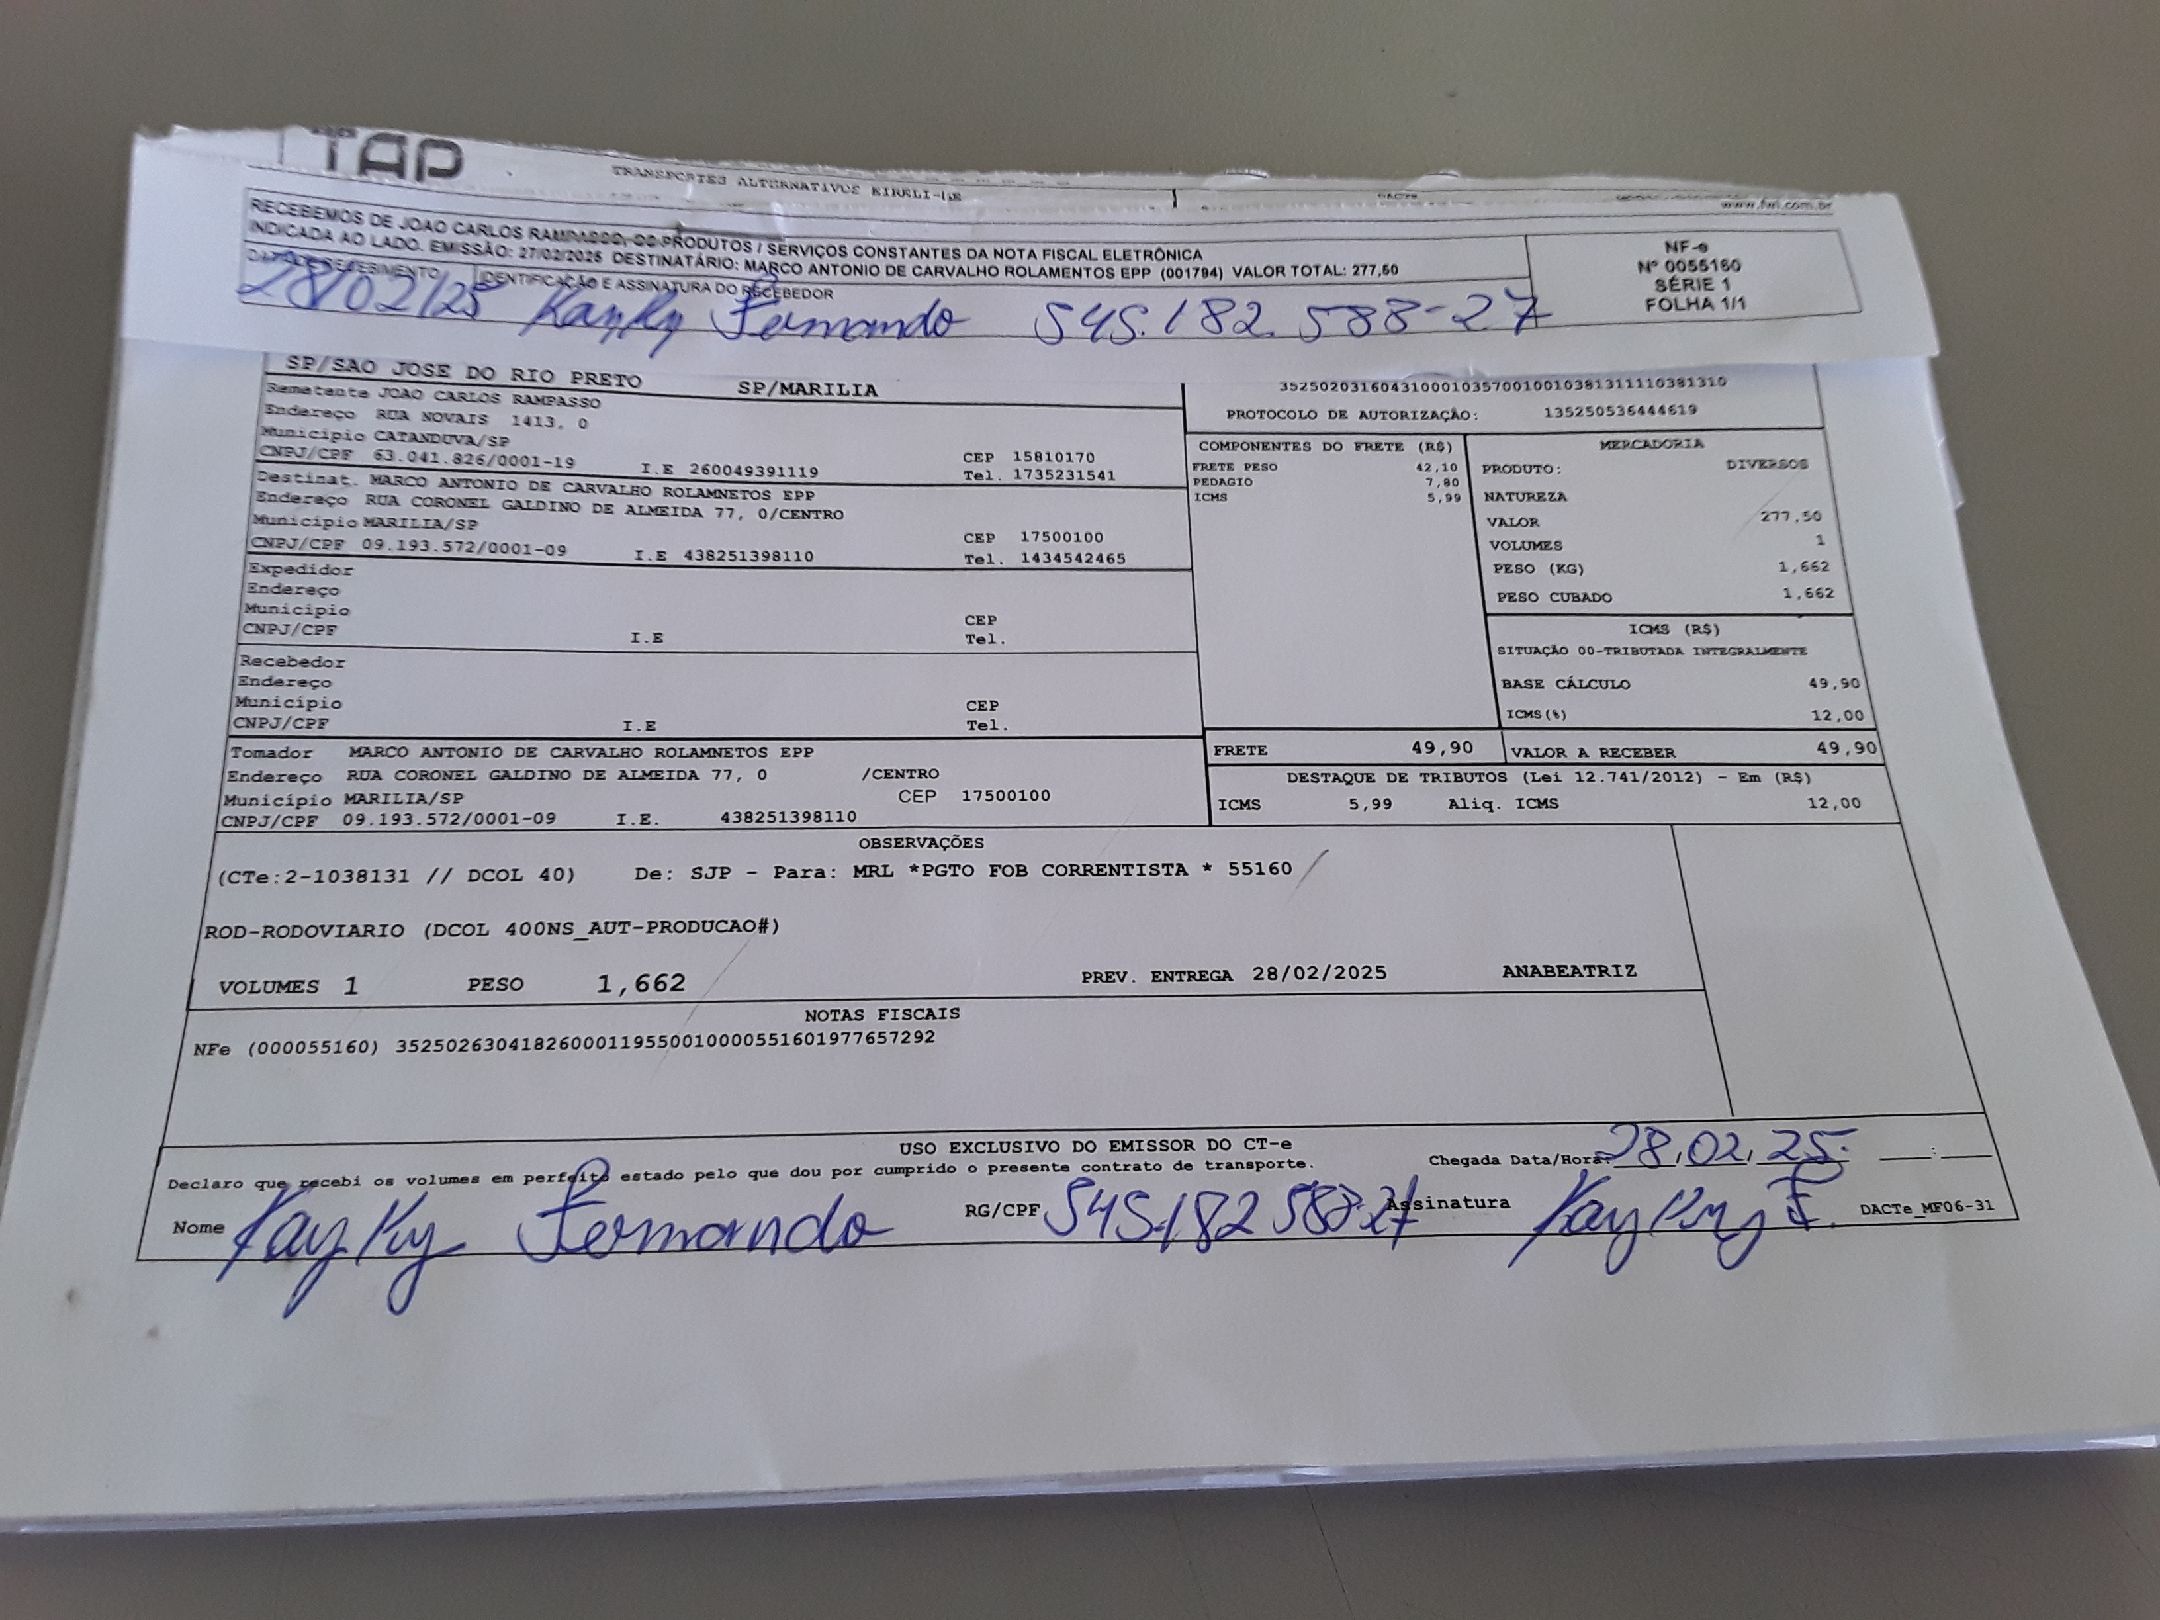 TAP
TRANSPORTES ALTERNATIVOS EIRELI-
DACTE
www.fwi.com.br
RECEBEMOS DE JOAO CARLOS RAMPASSO, OS PRODUTOS / SERVIÇOS CONSTANTES DA NOTA FISCAL ELETRÔNICA
INDICADA AO LADO. EMISSÃO: 27/02/2025 DESTINATÁRIO: MARCO ANTONIO DE CARVALHO ROLAMENTOS EPP (001794) VALOR TOTAL: 277,50
NF-e
Nº 0055160
SÉRIE 1
FOLHA 1/1
DATA DE RECEBIMENTO IDENTIFICAÇÃO E ASSINATURA DO RECEBEDOR
28/02/25 Kayky Fernando 545.182.588-27
SP/SAO JOSE DO RIO PRETO SP/MARILIA
Remetente JOAO CARLOS RAMPASSO
Endereço RUA NOVAIS 1413, 0
Município CATANDUVA/SP CEP 15810170
CNPJ/CPF 63.041.826/0001-19 I.E 260049391119 Tel. 1735231541
Destinat. MARCO ANTONIO DE CARVALHO ROLAMNETOS EPP
Endereço RUA CORONEL GALDINO DE ALMEIDA 77, 0/CENTRO
Município MARILIA/SP CEP 17500100
CNPJ/CPF 09.193.572/0001-09 I.E 438251398110 Tel. 1434542465
Expedidor
Endereço
Município CEP
CNPJ/CPF I.E Tel.
Recebedor
Endereço
Município CEP
CNPJ/CPF I.E Tel.
Tomador MARCO ANTONIO DE CARVALHO ROLAMNETOS EPP
Endereço RUA CORONEL GALDINO DE ALMEIDA 77, 0 /CENTRO
Município MARILIA/SP CEP 17500100
CNPJ/CPF 09.193.572/0001-09 I.E. 438251398110
35250203160431000103570010010381311110381310
PROTOCOLO DE AUTORIZAÇÃO: 135250536444619
COMPONENTES DO FRETE (R$)
FRETE PESO 42,10
PEDAGIO 7,80
ICMS 5,99
MERCADORIA
PRODUTO: DIVERSOS
NATUREZA
VALOR 277,50
VOLUMES 1
PESO (KG) 1,662
PESO CUBADO 1,662
ICMS (R$)
SITUAÇÃO 00-TRIBUTADA INTEGRALMENTE
BASE CÁLCULO 49,90
ICMS(%) 12,00
FRETE 49,90 VALOR A RECEBER 49,90
DESTAQUE DE TRIBUTOS (Lei 12.741/2012) - Em (R$)
ICMS 5,99 Aliq. ICMS 12,00
OBSERVAÇÕES
(CTe:2-1038131 // DCOL 40) De: SJP - Para: MRL *PGTO FOB CORRENTISTA * 55160
ROD-RODOVIARIO (DCOL 400NS_AUT-PRODUCAO#)
VOLUMES 1 PESO 1,662 PREV. ENTREGA 28/02/2025 ANABEATRIZ
NOTAS FISCAIS
NFe (000055160) 35250263041826000119550010000551601977657292
USO EXCLUSIVO DO EMISSOR DO CT-e
Declaro que recebi os volumes em perfeito estado pelo que dou por cumprido o presente contrato de transporte.
Chegada Data/Hora: 28.02.25 :
Nome Kayky Fernando RG/CPF 545.182 588-27 Assinatura Kayky F. DACTe_MF06-31